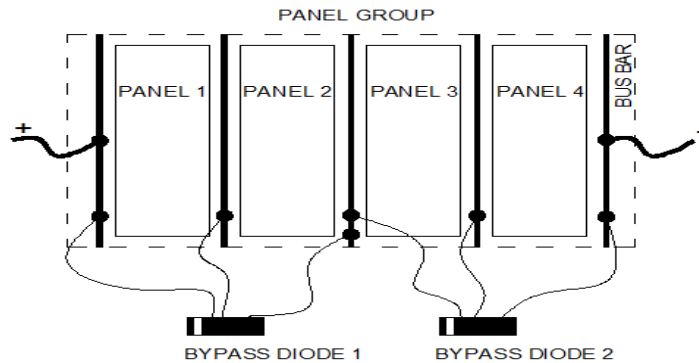 PANEL GROUP
PANEL 1
PANEL 2
PANEL 3
PANEL 4
BUS BAR
+
-
BYPASS DIODE 1
BYPASS DIODE 2